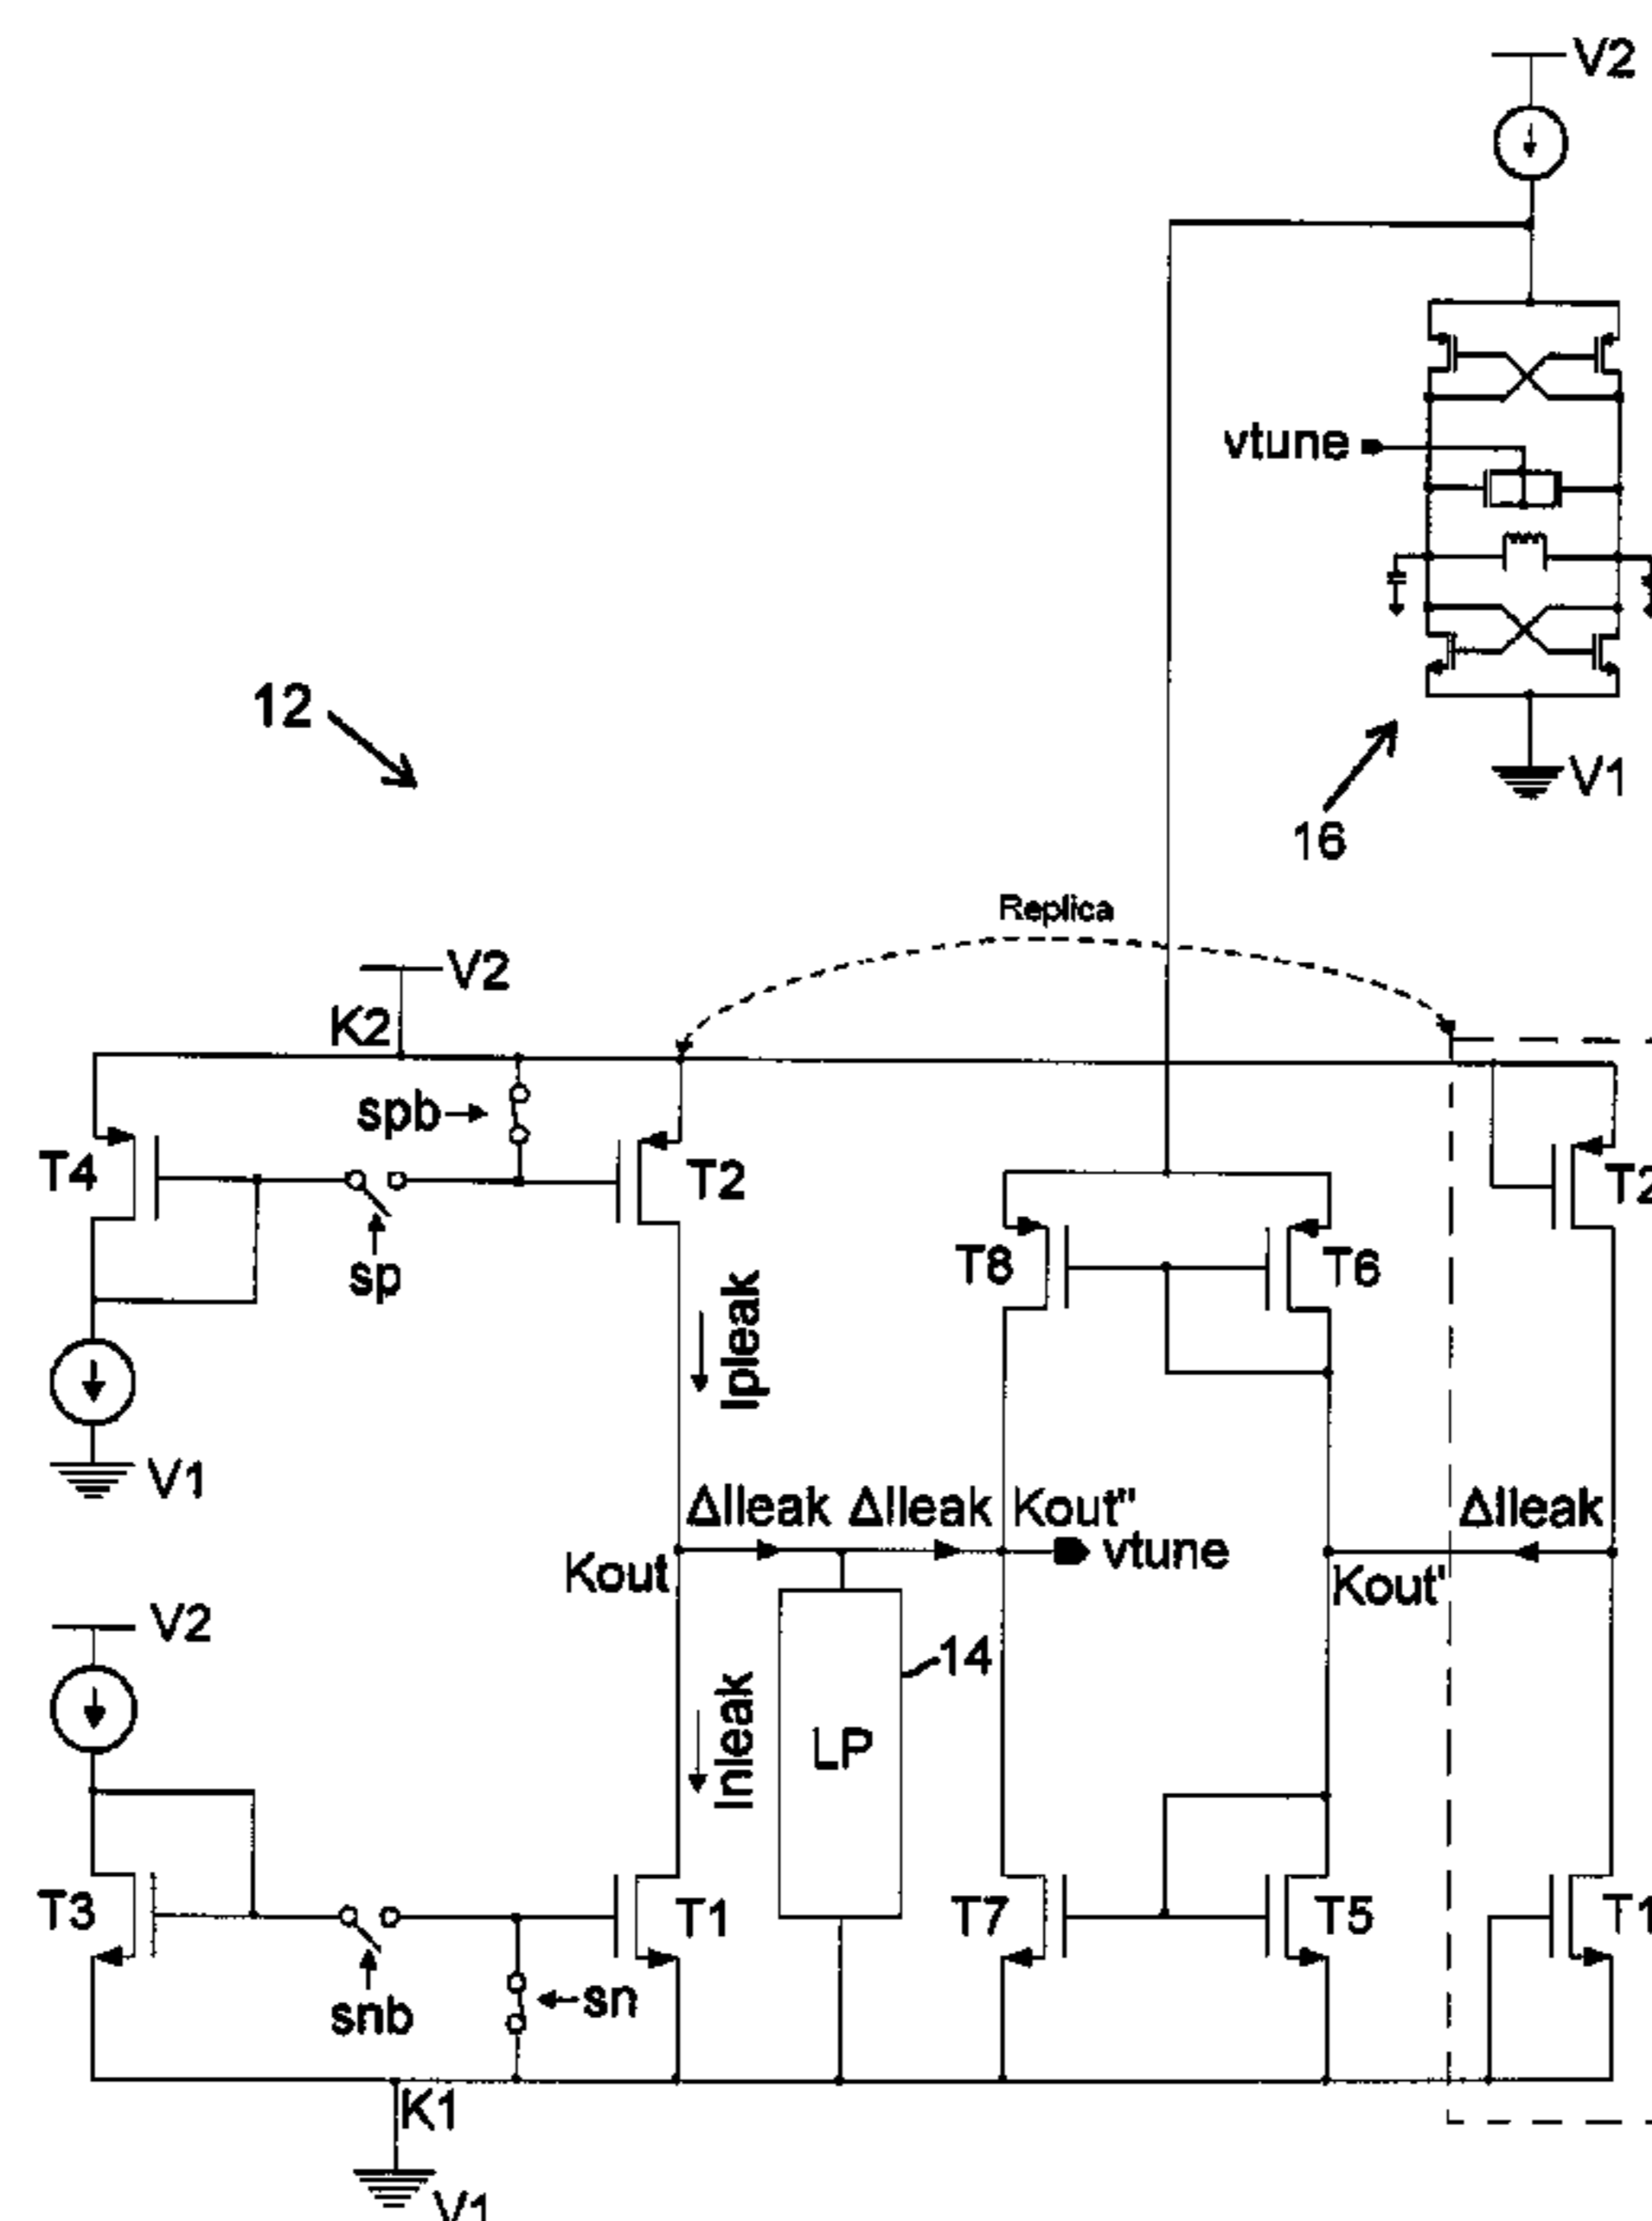 V2
vtune
V1
16
12
Replica
V2
K2
spb
T4
sp
T2
T8
T6
T2
Ipleak
V1
ΔIleak ΔIleak Kout"
vtune
ΔIleak
Kout
Kout'
V2
14
LP
Inleak
T3
snb
sn
T1
T7
T5
T1
K1
V1